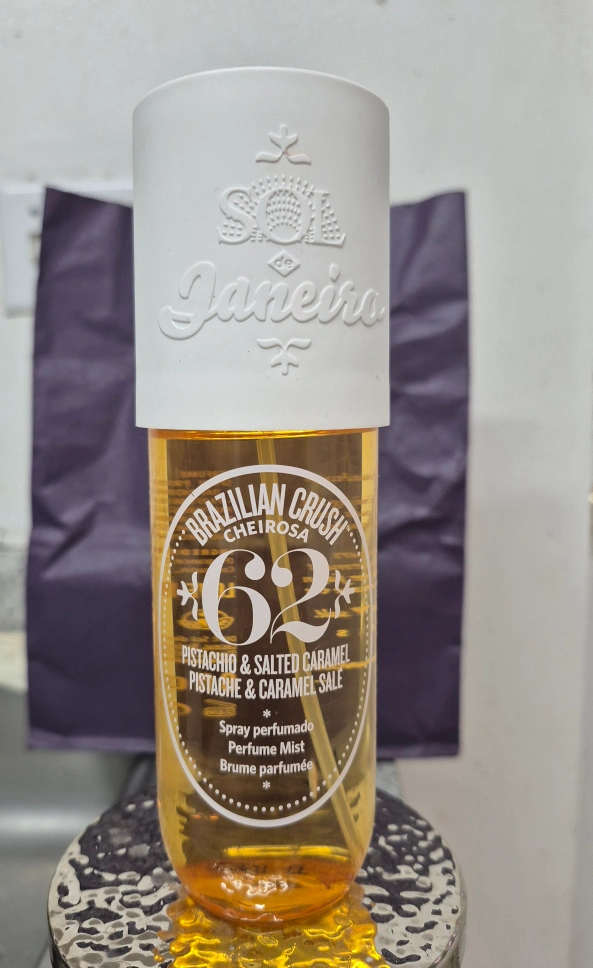 SOL
de
Janeiro
BRAZILIAN CRUSH
CHEIROSA
62
PISTACHIO & SALTED CARAMEL
PISTACHE & CARAMEL SALÉ
*
Spray perfumado
Perfume Mist
Brume parfumée
*